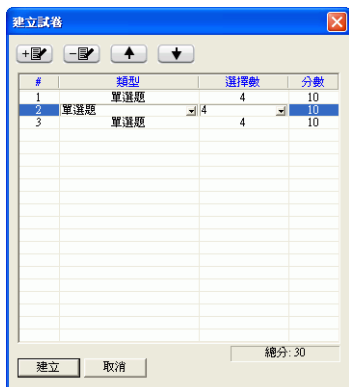 建立試卷
# 類型 選擇數 分數
1 單選題 4 10
2 單選題 4 10
3 單選題 4 10
總分: 30
建立 取消